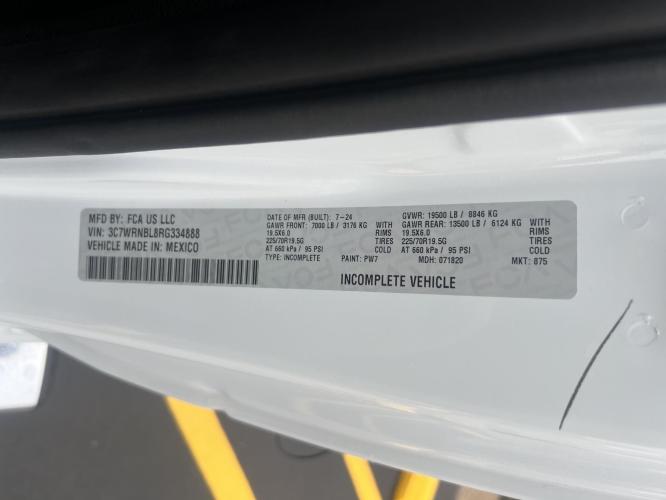 MFD BY: FCA US LLC
VIN: 3C7WRNBL8RG334888
VEHICLE MADE IN: MEXICO
DATE OF MFR (BUILT): 7-24
GAWR FRONT: 7000 LB / 3176 KG WITH
19.5X6.0 RIMS
225/70R19.5G TIRES
AT 660 kPa / 95 PSI COLD
TYPE: INCOMPLETE PAINT: PW7
GVWR: 19500 LB / 8846 KG
GAWR REAR: 13500 LB / 6124 KG WITH
19.5X6.0 RIMS
225/70R19.5G TIRES
AT 660 kPa / 95 PSI COLD
MDH: 071820 MKT: 875
INCOMPLETE VEHICLE